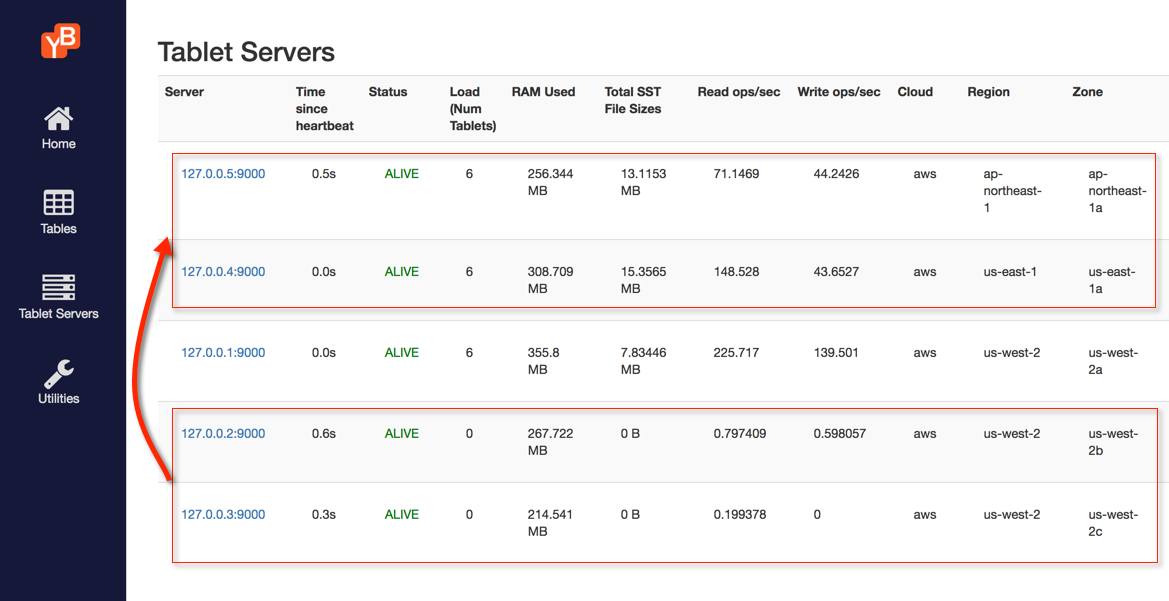 YB
Home
Tables
Tablet Servers
Utilities
Tablet Servers
Server Time since heartbeat Status Load (Num Tablets) RAM Used Total SST File Sizes Read ops/sec Write ops/sec Cloud Region Zone
127.0.0.5:9000 0.5s ALIVE 6 256.344 MB 13.1153 MB 71.1469 44.2426 aws ap-northeast-1 ap-northeast-1a
127.0.0.4:9000 0.0s ALIVE 6 308.709 MB 15.3565 MB 148.528 43.6527 aws us-east-1 us-east-1a
127.0.0.1:9000 0.0s ALIVE 6 355.8 MB 7.83446 MB 225.717 139.501 aws us-west-2 us-west-2a
127.0.0.2:9000 0.6s ALIVE 0 267.722 MB 0 B 0.797409 0.598057 aws us-west-2 us-west-2b
127.0.0.3:9000 0.3s ALIVE 0 214.541 MB 0 B 0.199378 0 aws us-west-2 us-west-2c